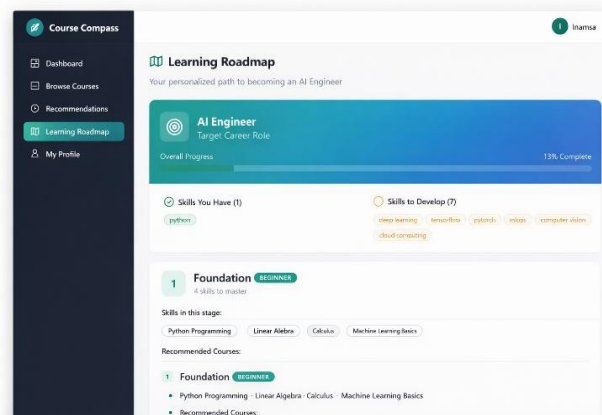 Course Compass
Inamsa
I
Dashboard
Browse Courses
Recommendations
Learning Roadmap
My Profile
Learning Roadmap
Your personalized path to becoming an AI Engineer
AI Engineer
Target Career Role
Overall Progress
13% Complete
Skills You Have (1)
python
Skills to Develop (7)
deep learning tensorflow pytorch mlops computer vision
cloud computing
1
Foundation BEGINNER
4 skills to master
Skills in this stage:
Python Programming Linear Alebra Calculus Machine Learning Basics
Recommended Courses:
1 Foundation BEGINNER
• Python Programming · Linear Algebra · Calculus · Machine Learning Basics
• Recommended Courses: